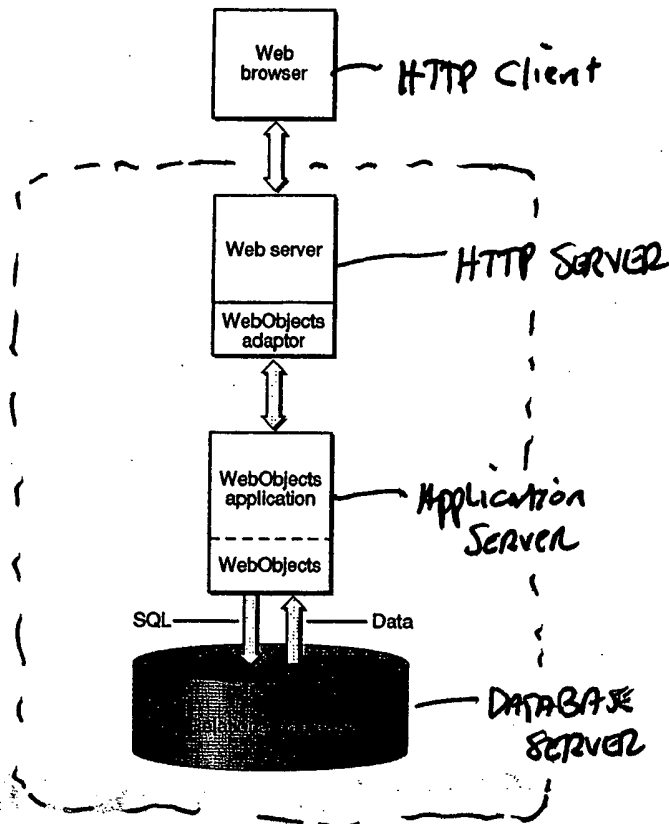 Web
browser
HTTP Client
Web server
HTTP SERVER
WebObjects
adaptor
WebObjects
application
Application
SERVER
WebObjects
SQL
Data
DATABASE
SERVER